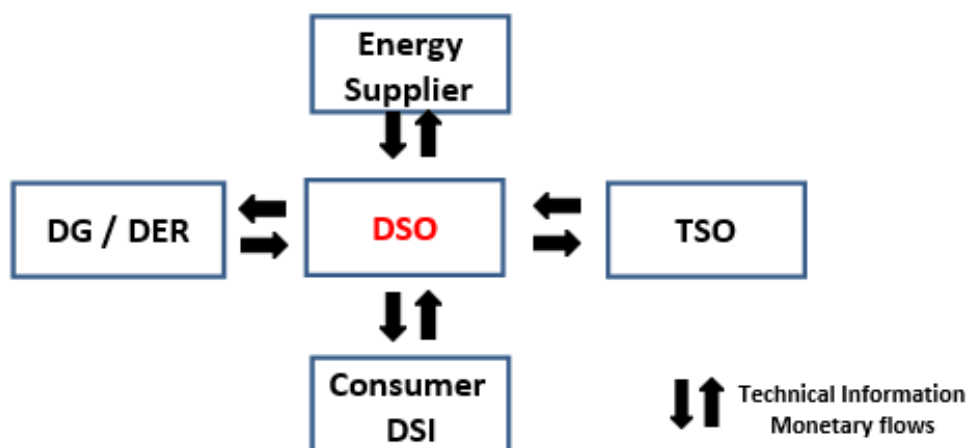 Energy
Supplier
DG / DER
DSO
TSO
Consumer
DSI
Technical Information
Monetary flows